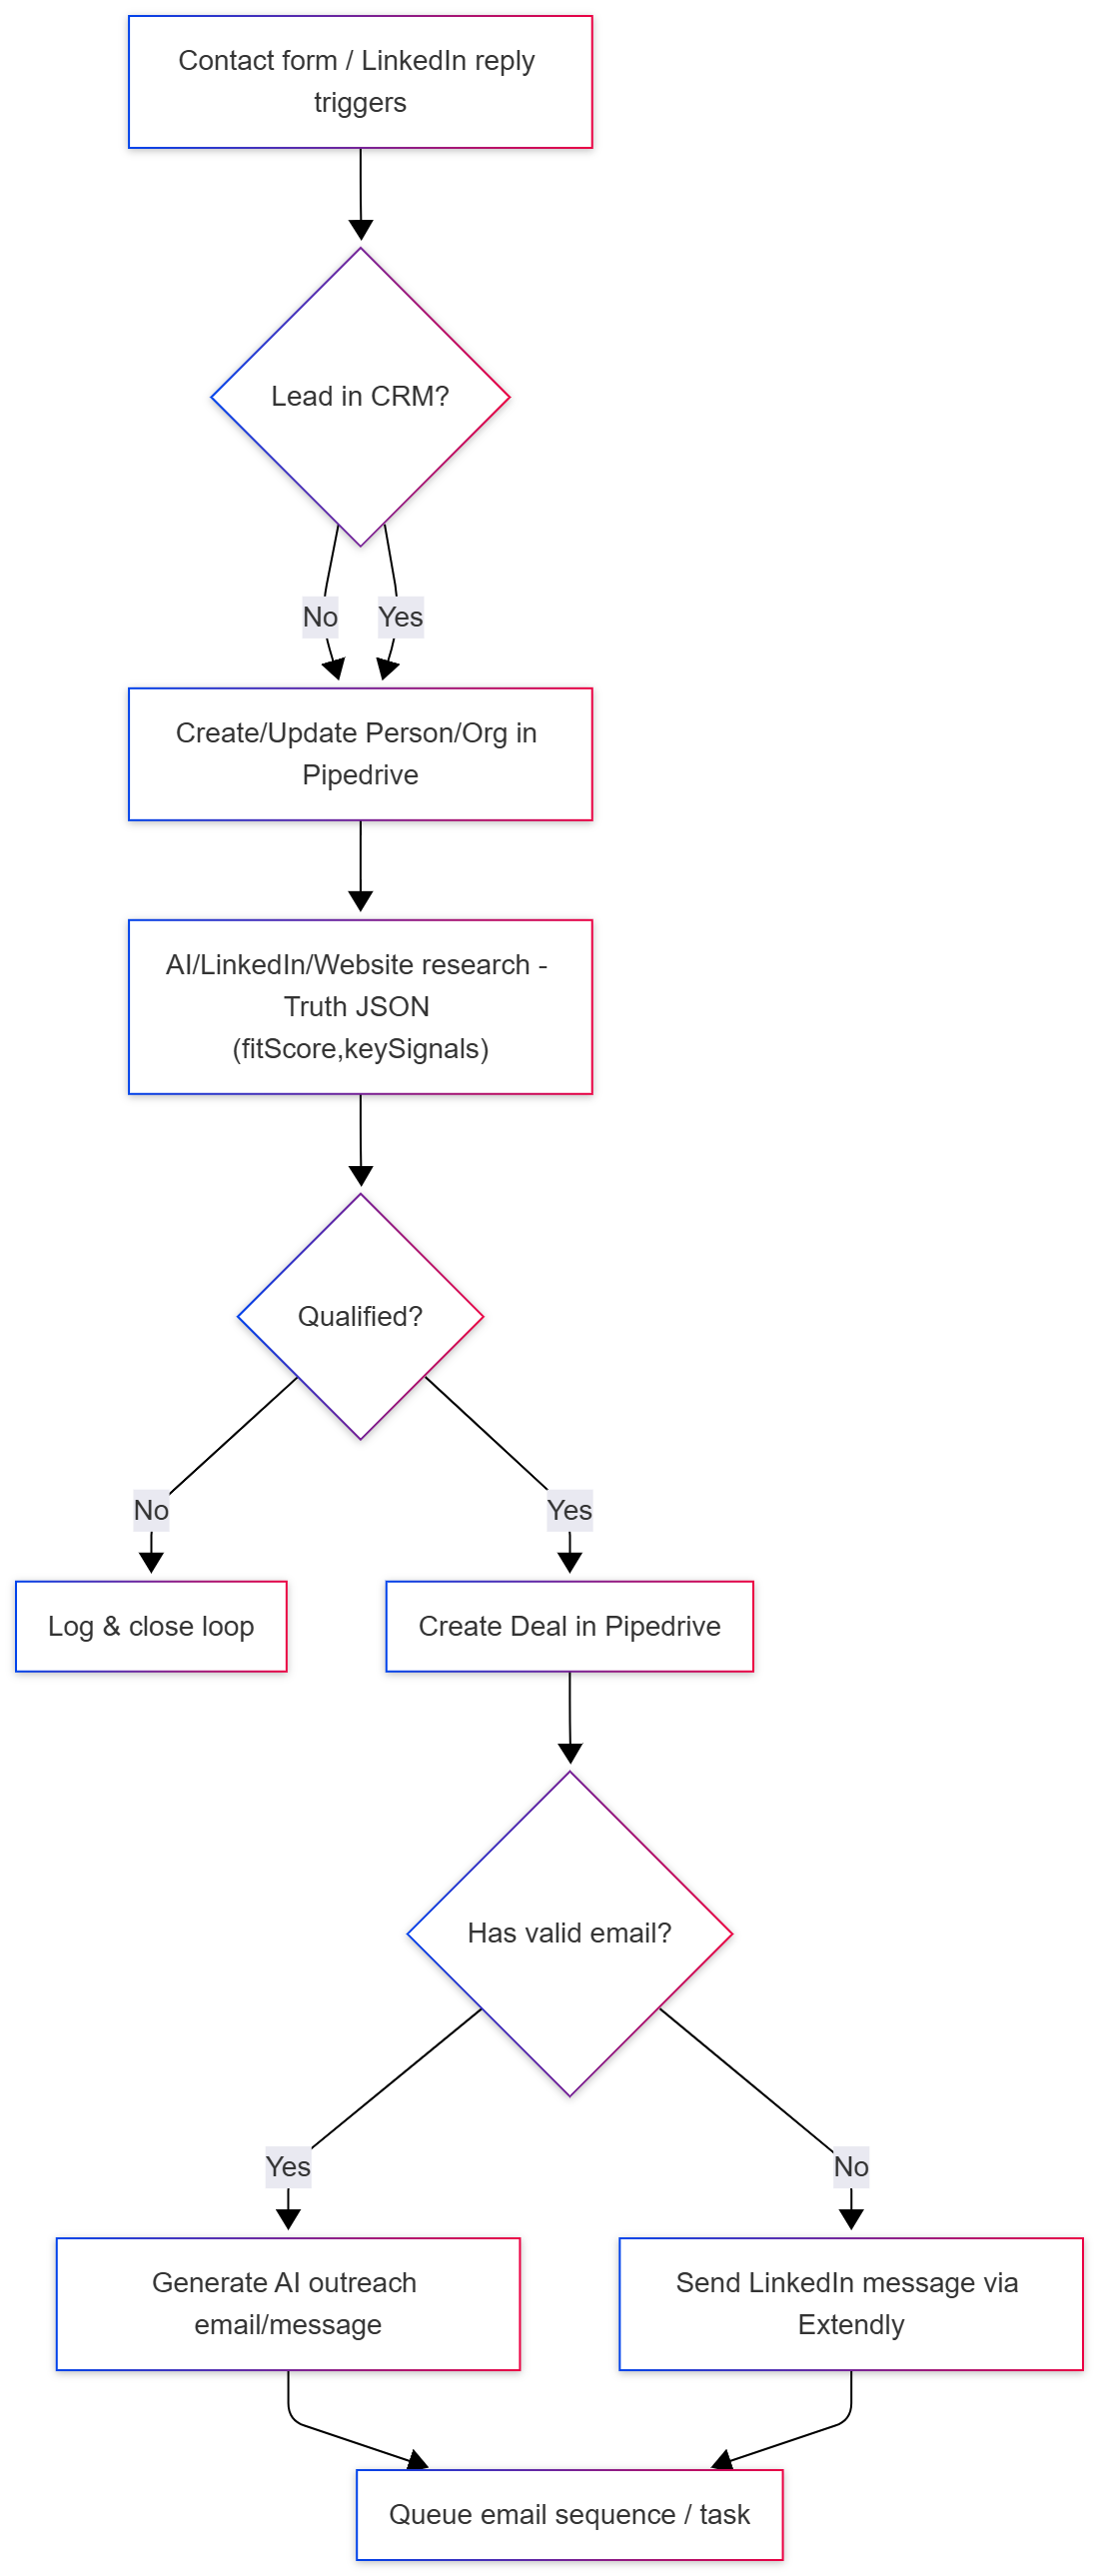 Contact form / LinkedIn reply
triggers
Lead in CRM?
No
Yes
Create/Update Person/Org in
Pipedrive
AI/LinkedIn/Website research -
Truth JSON
(fitScore,keySignals)
Qualified?
No
Yes
Log & close loop
Create Deal in Pipedrive
Has valid email?
Yes
No
Generate AI outreach
email/message
Send LinkedIn message via
Extendly
Queue email sequence / task